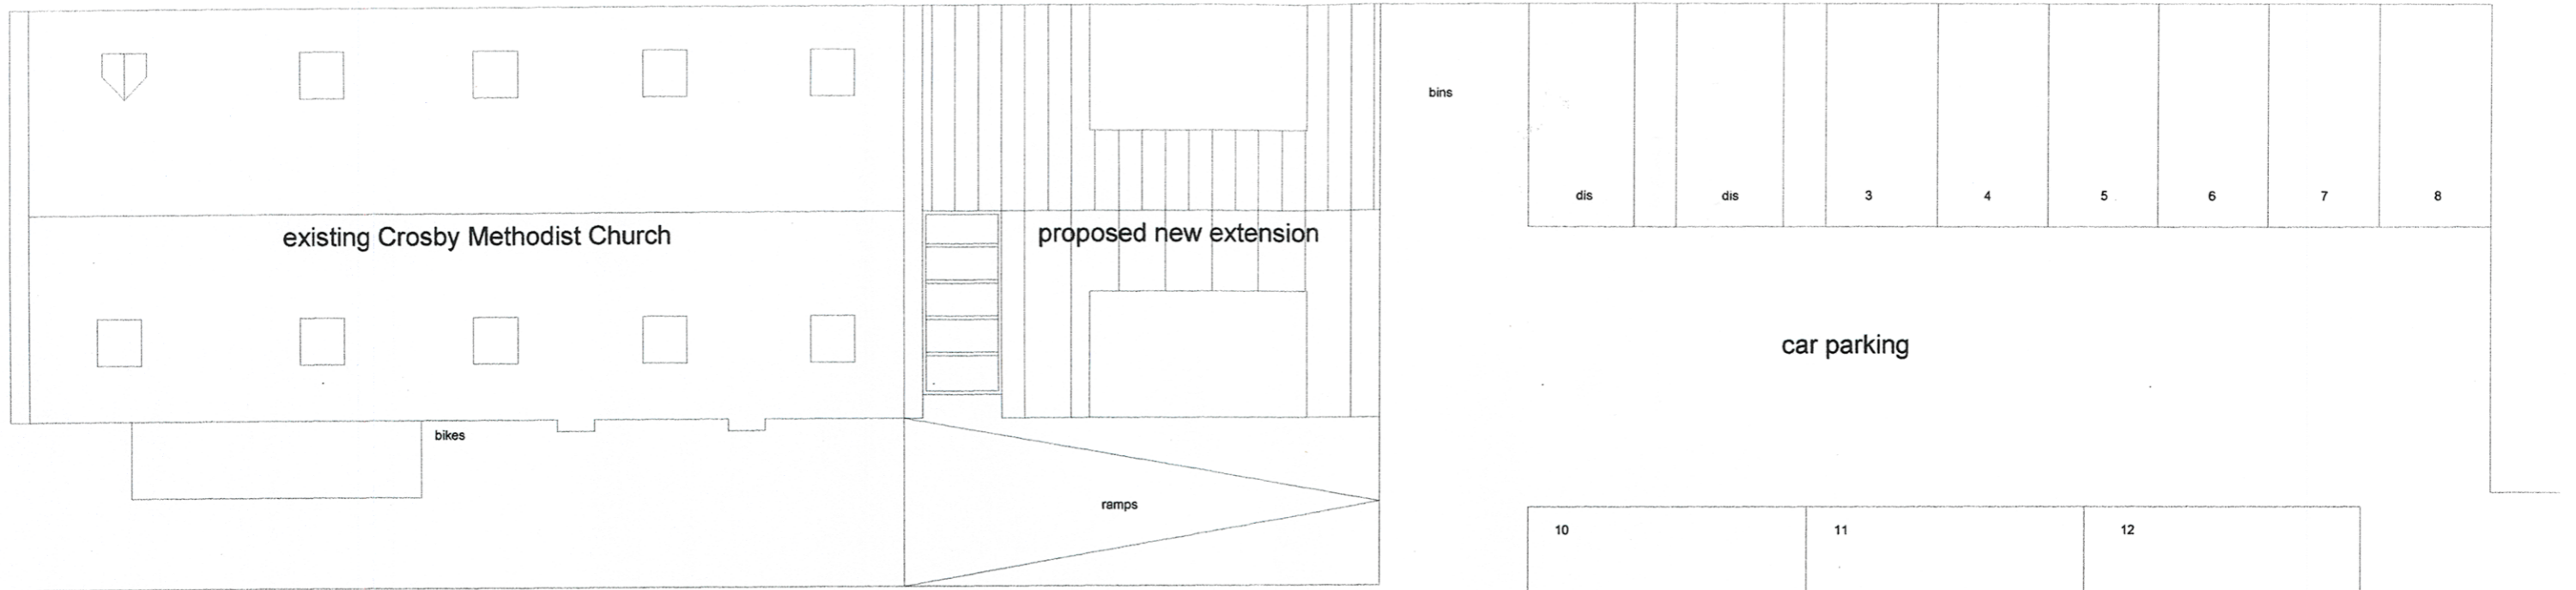 bins
dis
dis
3
4
5
6
7
8
existing Crosby Methodist Church
proposed new extension
car parking
bikes
ramps
10
11
12